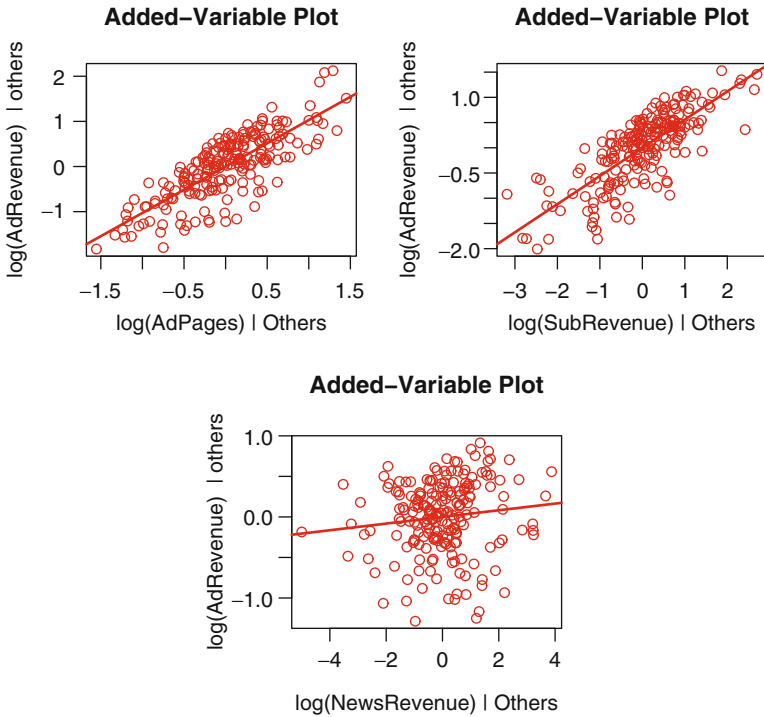 Added−Variable Plot
log(AdRevenue) | others
2
1
0
−1
−1.5
−0.5
0.5
1.5
log(AdPages) | Others
Added−Variable Plot
log(AdRevenue) | others
1.0
−0.5
−2.0
−3
−2
−1
0
1
2
log(SubRevenue) | Others
Added−Variable Plot
log(AdRevenue) | others
1.0
0.0
−1.0
−4
−2
0
2
4
log(NewsRevenue) | Others